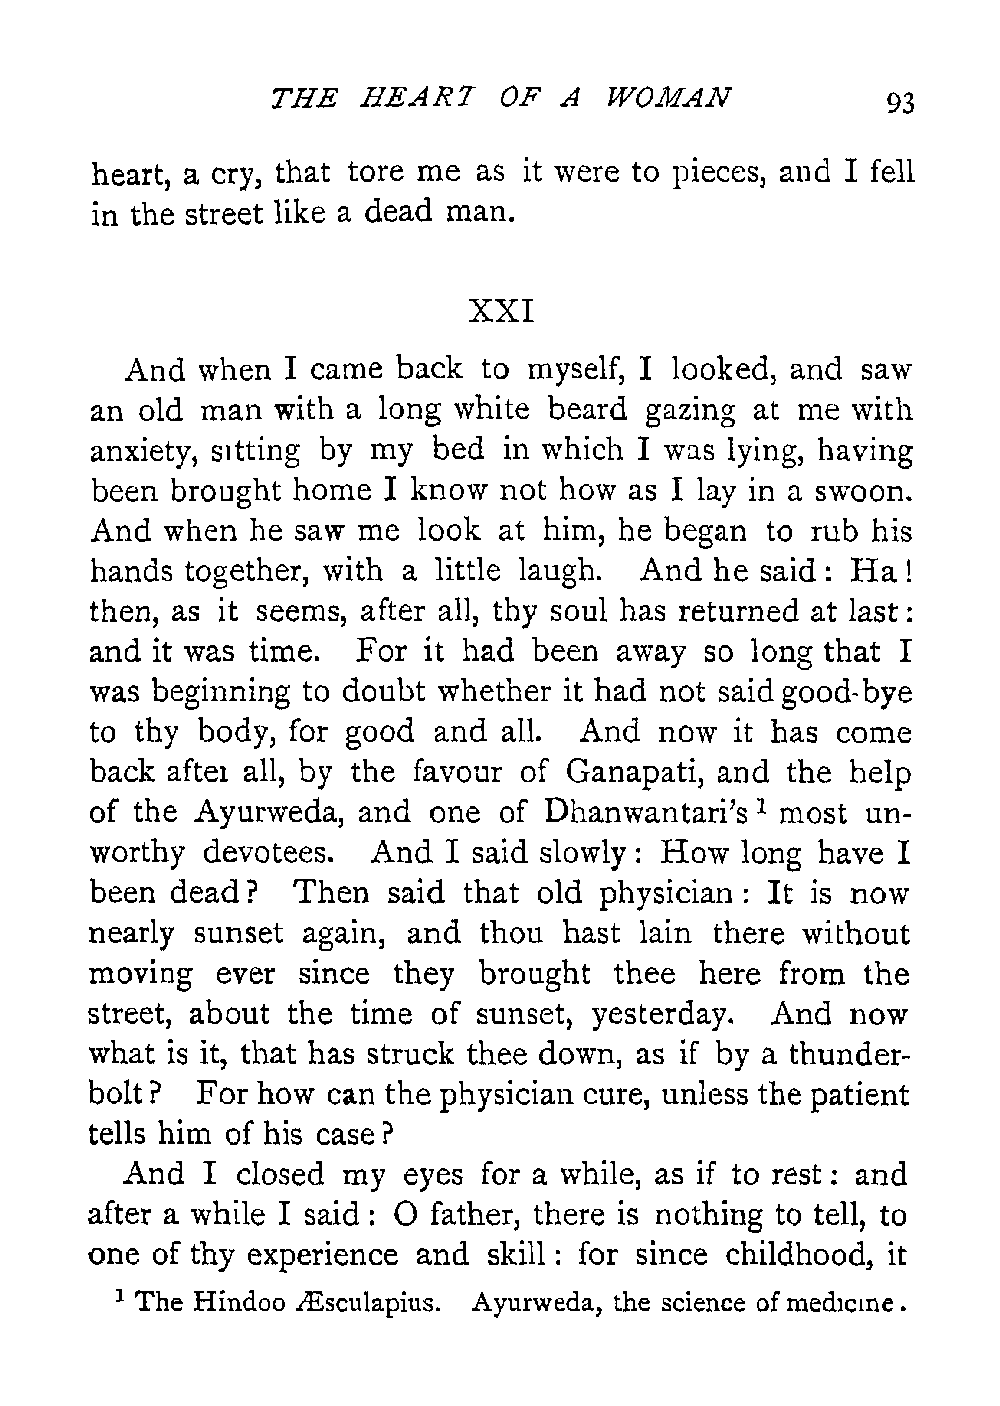 THE HEART OF A WOMAN 93
heart, a cry, that tore me as it were to pieces, and I fell
in the street like a dead man.
XXI
And when I came back to myself, I looked, and saw
an old man with a long white beard gazing at me with
anxiety, sitting by my bed in which I was lying, having
been brought home I know not how as I lay in a swoon.
And when he saw me look at him, he began to rub his
hands together, with a little laugh. And he said : Ha !
then, as it seems, after all, thy soul has returned at last :
and it was time. For it had been away so long that I
was beginning to doubt whether it had not said good-bye
to thy body, for good and all. And now it has come
back after all, by the favour of Ganapati, and the help
of the Ayurweda, and one of Dhanwantari's ¹ most un-
worthy devotees. And I said slowly : How long have I
been dead ? Then said that old physician : It is now
nearly sunset again, and thou hast lain there without
moving ever since they brought thee here from the
street, about the time of sunset, yesterday. And now
what is it, that has struck thee down, as if by a thunder-
bolt ? For how can the physician cure, unless the patient
tells him of his case ?
And I closed my eyes for a while, as if to rest : and
after a while I said : O father, there is nothing to tell, to
one of thy experience and skill : for since childhood, it
¹ The Hindoo Æsculapius. Ayurweda, the science of medicine.